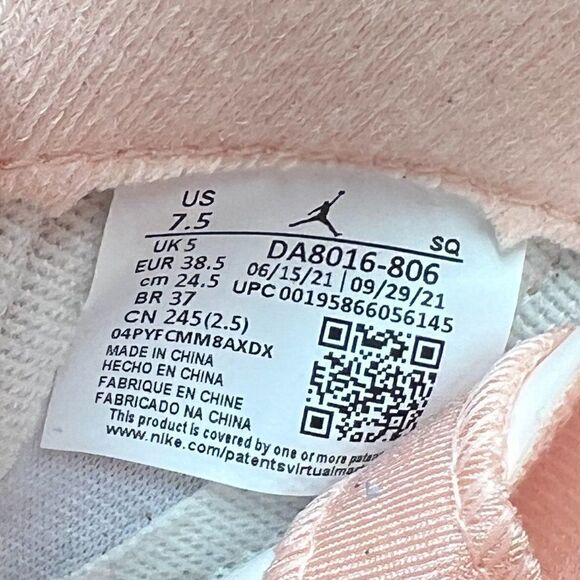 US
7.5
UK 5
EUR 38.5
cm 24.5
BR 37
CN 245(2.5)
SQ
DA8016-806
06/15/21 | 09/29/21
UPC 00195866056145
04PYFCMM8AXDX
MADE IN CHINA
HECHO EN CHINA
FABRIQUE EN CHINE
FABRICADO NA CHINA
This product is covered by one or more
www.nike.com/patents